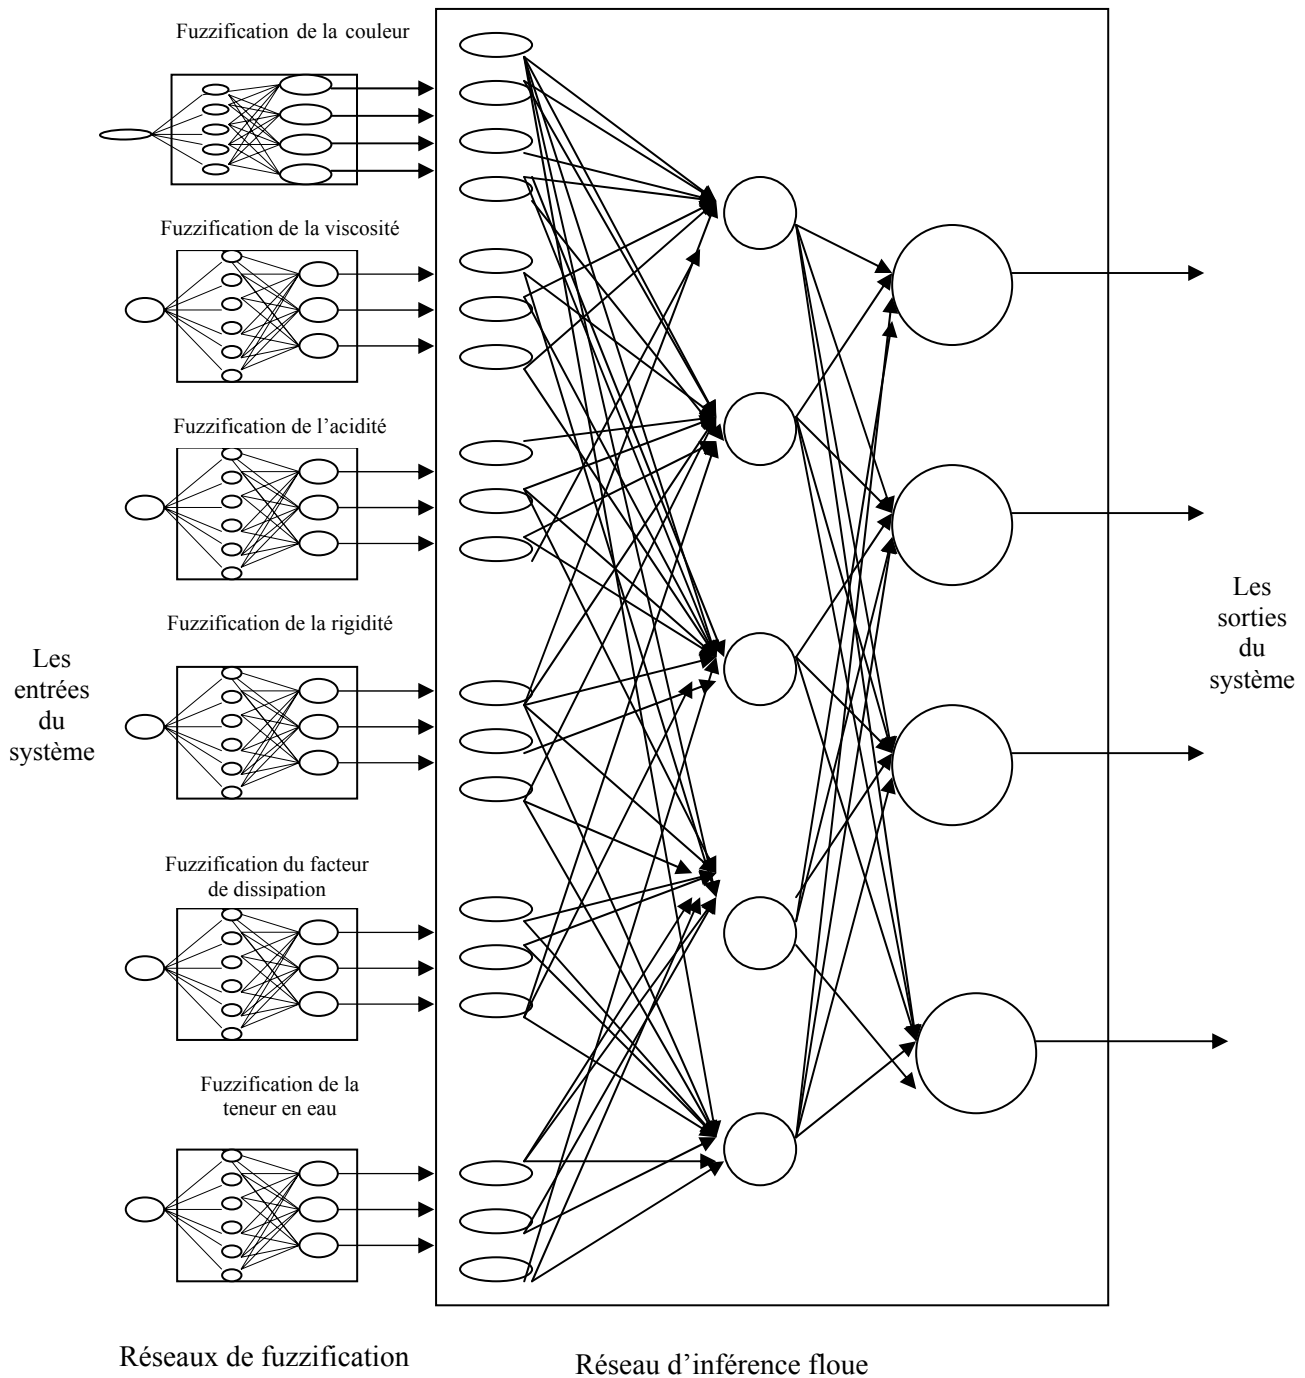 Fuzzification de la couleur
Fuzzification de la viscosité
Fuzzification de l’acidité
Fuzzification de la rigidité
Les
entrées
du
système
Les
sorties
du
système
Fuzzification du facteur
de dissipation
Fuzzification de la
teneur en eau
Réseaux de fuzzification
Réseau d’inférence floue